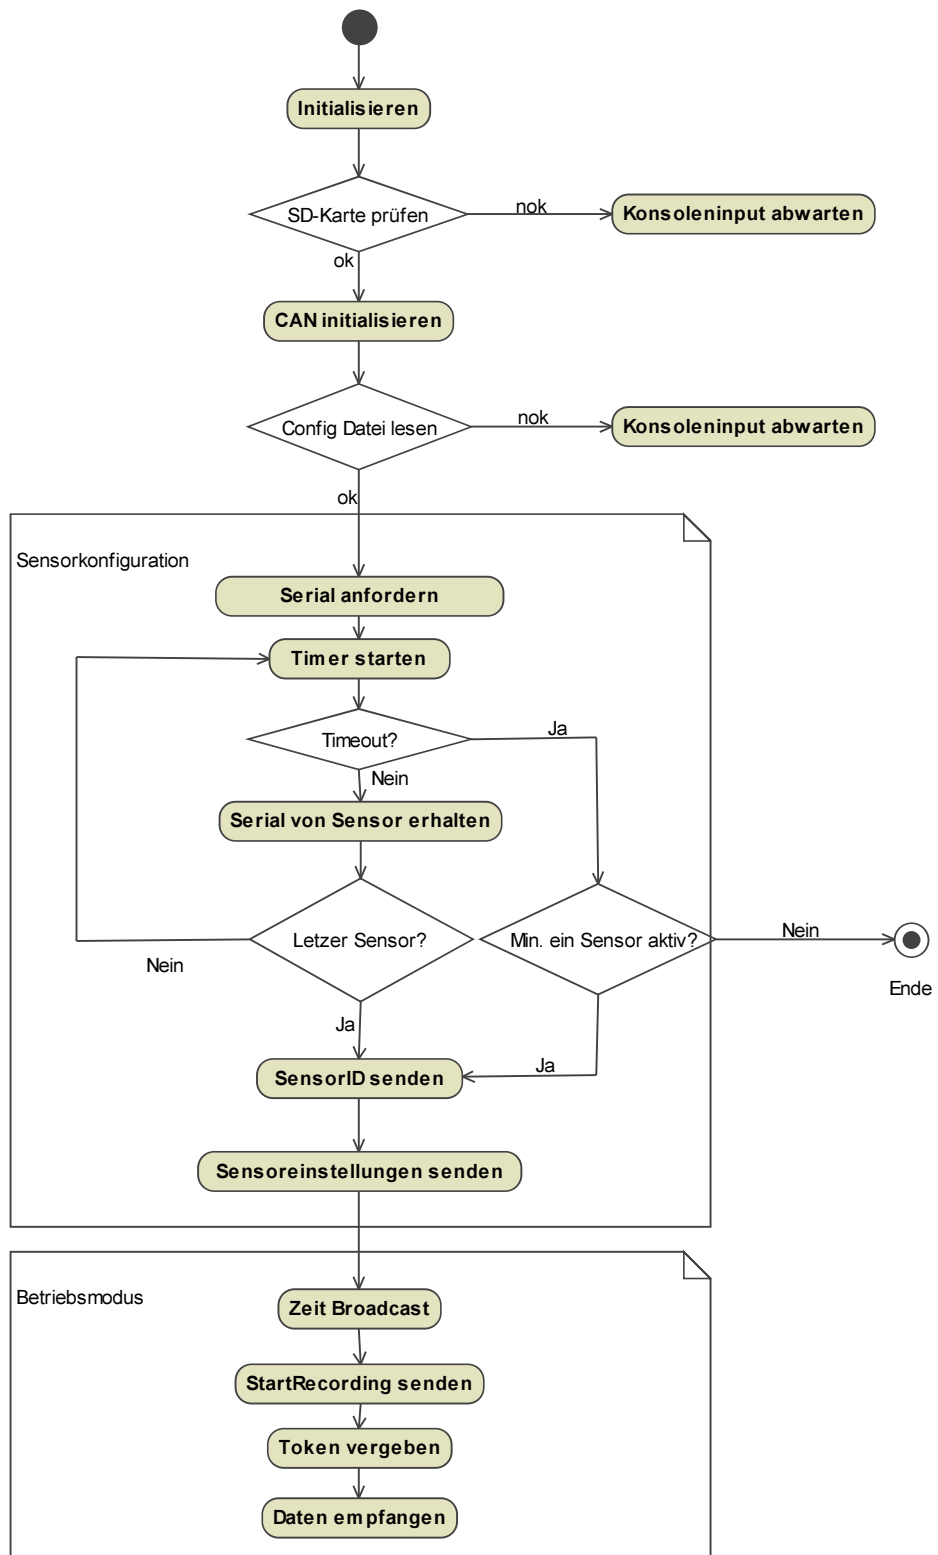 Initialisieren
SD-Karte prüfen
nok
Konsoleninput abwarten
ok
CAN initialisieren
Config Datei lesen
nok
Konsoleninput abwarten
ok
Sensorkonfiguration
Serial anfordern
Timer starten
Timeout?
Ja
Nein
Serial von Sensor erhalten
Letzer Sensor?
Min. ein Sensor aktiv?
Nein
Nein
Ende
Ja
Ja
SensorID senden
Sensoreinstellungen senden
Betriebsmodus
Zeit Broadcast
StartRecording senden
Token vergeben
Daten empfangen